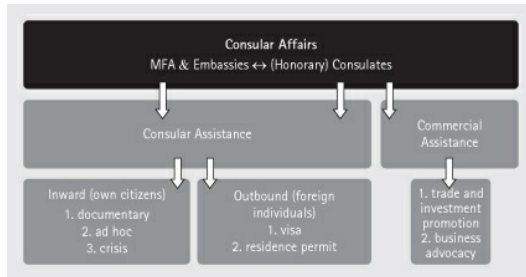 Consular Affairs
MFA & Embassies ↔ (Honorary) Consulates
Consular Assistance
Commercial
Assistance
Inward (own citizens)
1. documentary
2. ad hoc
3. crisis
Outbound (foreign
individuals)
1. visa
2. residence permit
1. trade and
investment
promotion
2. business
advocacy